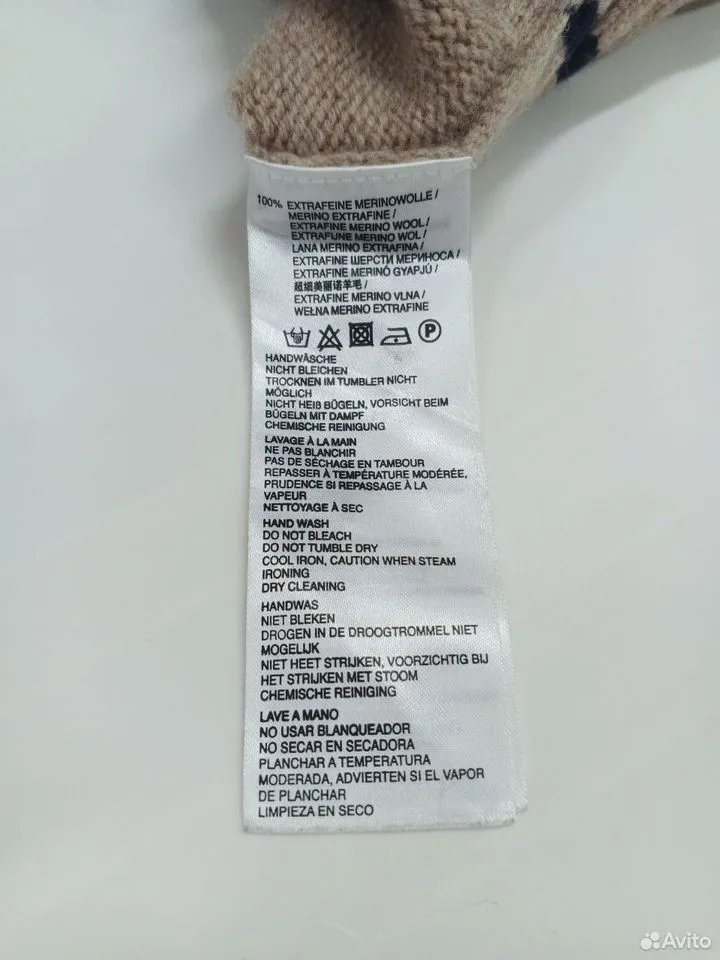 100% EXTRAFEINE MERINOWOLLE /
MERINO EXTRAFINE /
EXTRAFINE MERINO WOOL /
EXTRAFIJNE MERINO WOL /
LANA MERINO EXTRAFINA /
EXTRAFINE ШЕРСТИ МЕРИНОСА /
EXTRAFINE MERINÓ GYAPJÚ /
超细美丽诺羊毛 /
EXTRAFINE MERINO VLNA /
WEŁNA MERINO EXTRAFINE
P
HANDWÄSCHE
NICHT BLEICHEN
TROCKNEN IM TUMBLER NICHT
MÖGLICH
NICHT HEIß BÜGELN, VORSICHT BEIM
BÜGELN MIT DAMPF
CHEMISCHE REINIGUNG
LAVAGE À LA MAIN
NE PAS BLANCHIR
PAS DE SÉCHAGE EN TAMBOUR
REPASSER À TEMPÉRATURE MODÉRÉE,
PRUDENCE SI REPASSAGE À LA
VAPEUR
NETTOYAGE À SEC
HAND WASH
DO NOT BLEACH
DO NOT TUMBLE DRY
COOL IRON, CAUTION WHEN STEAM
IRONING
DRY CLEANING
HANDWAS
NIET BLEKEN
DROGEN IN DE DROOGTROMMEL NIET
MOGELIJK
NIET HEET STRIJKEN, VOORZICHTIG BIJ
HET STRIJKEN MET STOOM
CHEMISCHE REINIGING
LAVE A MANO
NO USAR BLANQUEADOR
NO SECAR EN SECADORA
PLANCHAR A TEMPERATURA
MODERADA, ADVIERTEN SI EL VAPOR
DE PLANCHAR
LIMPIEZA EN SECO
Avito